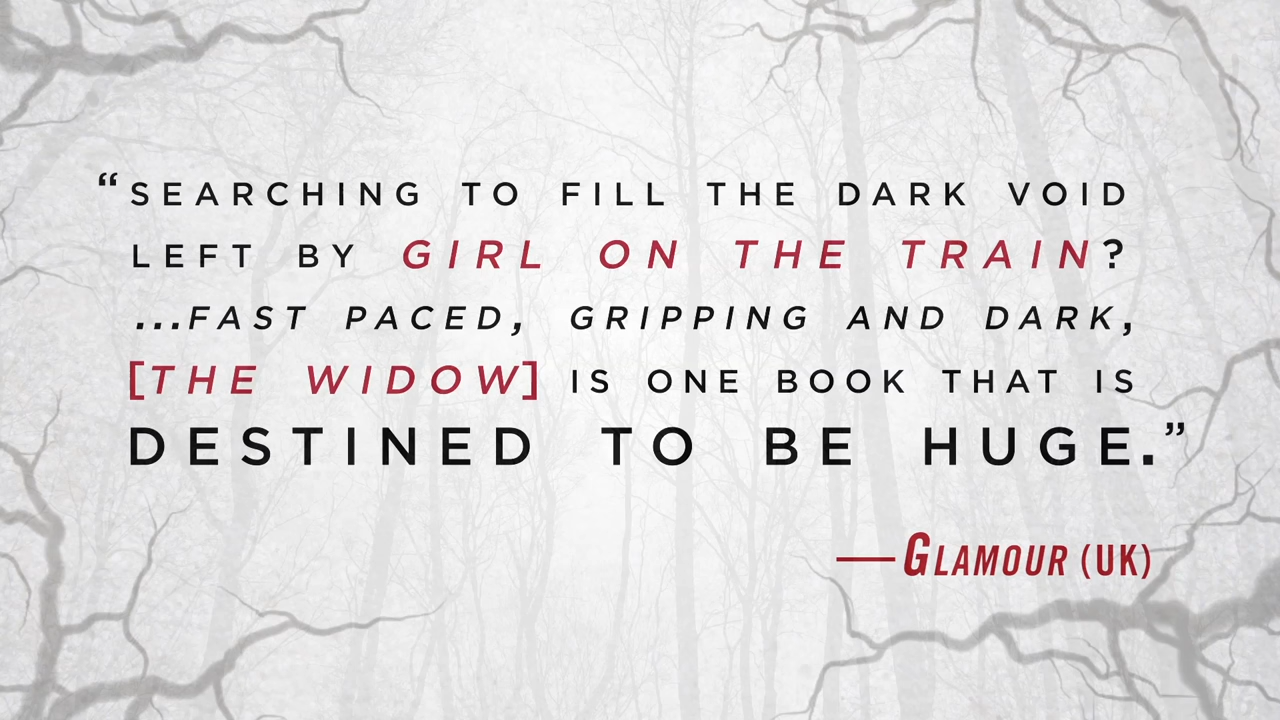 “SEARCHING TO FILL THE DARK VOID
LEFT BY GIRL ON THE TRAIN?
...FAST PACED, GRIPPING AND DARK,
[THE WIDOW] IS ONE BOOK THAT IS
DESTINED TO BE HUGE.”
—GLAMOUR (UK)